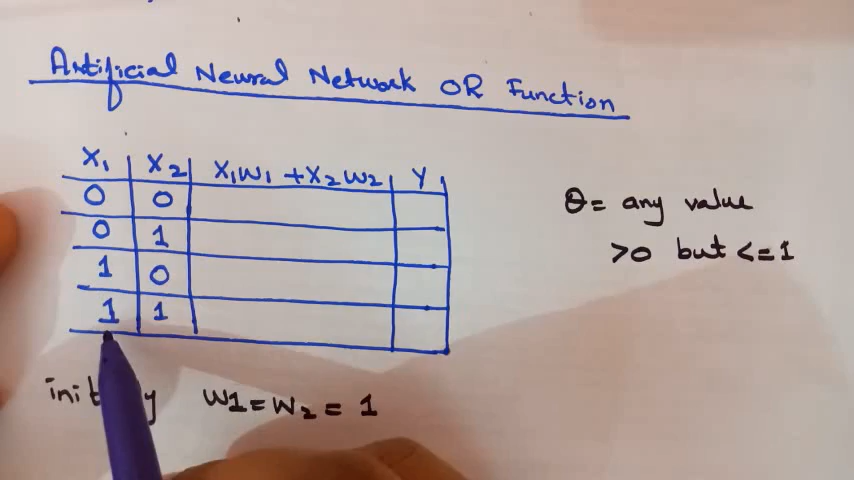 Artificial Neural Network OR Function
X1 X2 X1W1 + X2W2 Y
0 0
0 1
1 0
1 1
θ = any value
>0 but <=1
W1 = W2 = 1